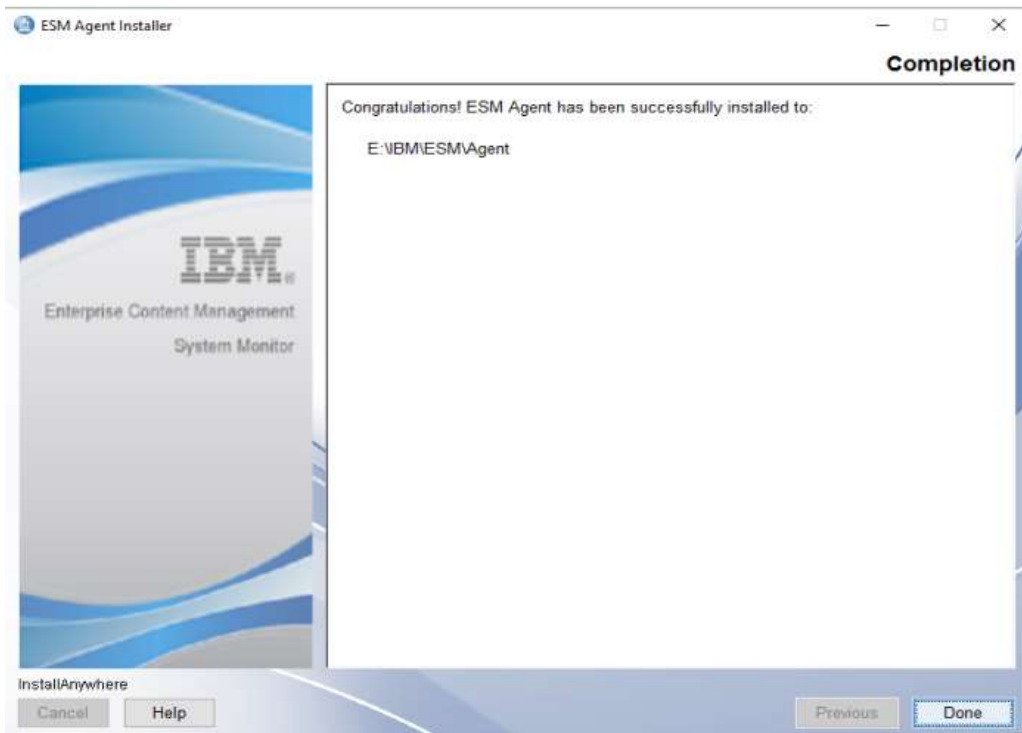 ESM Agent Installer
Completion
Congratulations! ESM Agent has been successfully installed to:
E:\IBM\ESM\Agent
IBM®
Enterprise Content Management
System Monitor
InstallAnywhere
Cancel
Help
Previous
Done